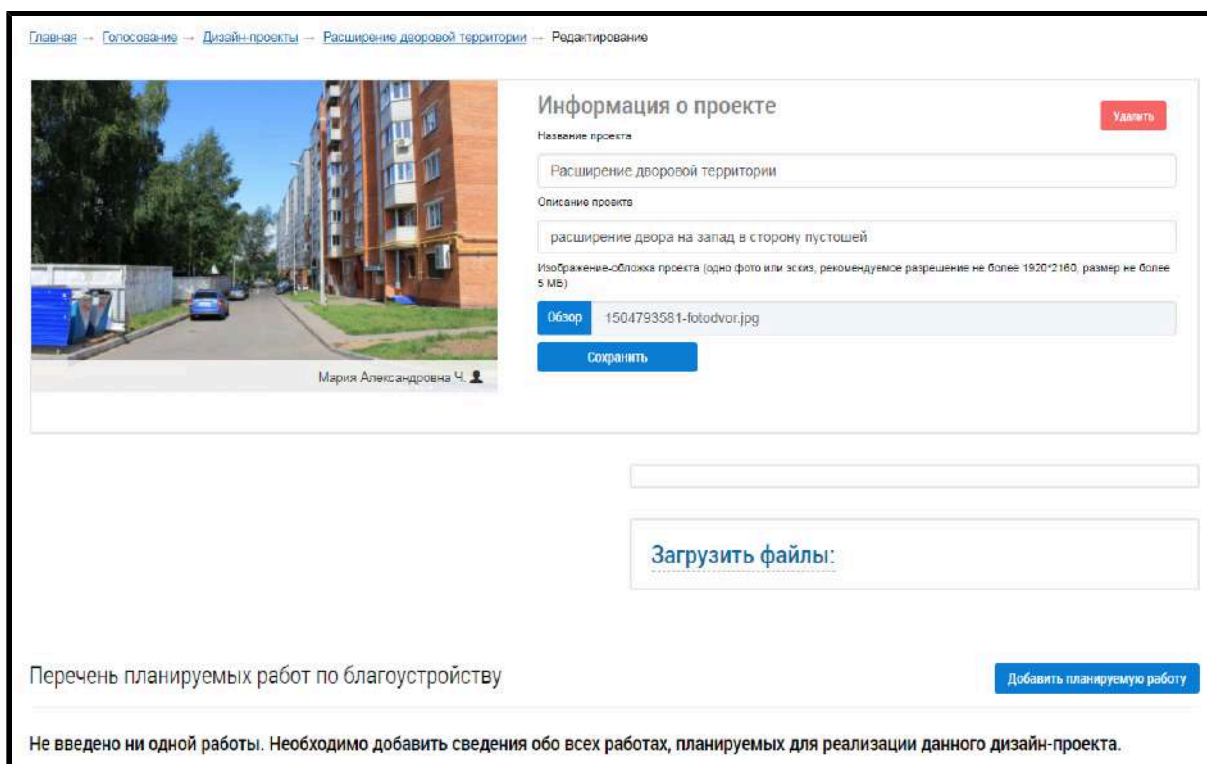 Главная → Голосование → Дизайн-проекты → Расширение дворовой территории → Редактирование
Информация о проекте
Удалить
Название проекта
Расширение дворовой территории
Описание проекта
расширение двора на запад в сторону пустошей
Изображение-обложка проекта (одно фото или эскиз, рекомендуемое разрешение не более 1920*2160, размер не более
5 МБ)
Обзор 1504793581-fotodvor.jpg
Сохранить
Мария Александровна Ч.
Загрузить файлы:
Перечень планируемых работ по благоустройству
Добавить планируемую работу
Не введено ни одной работы. Необходимо добавить сведения обо всех работах, планируемых для реализации данного дизайн-проекта.